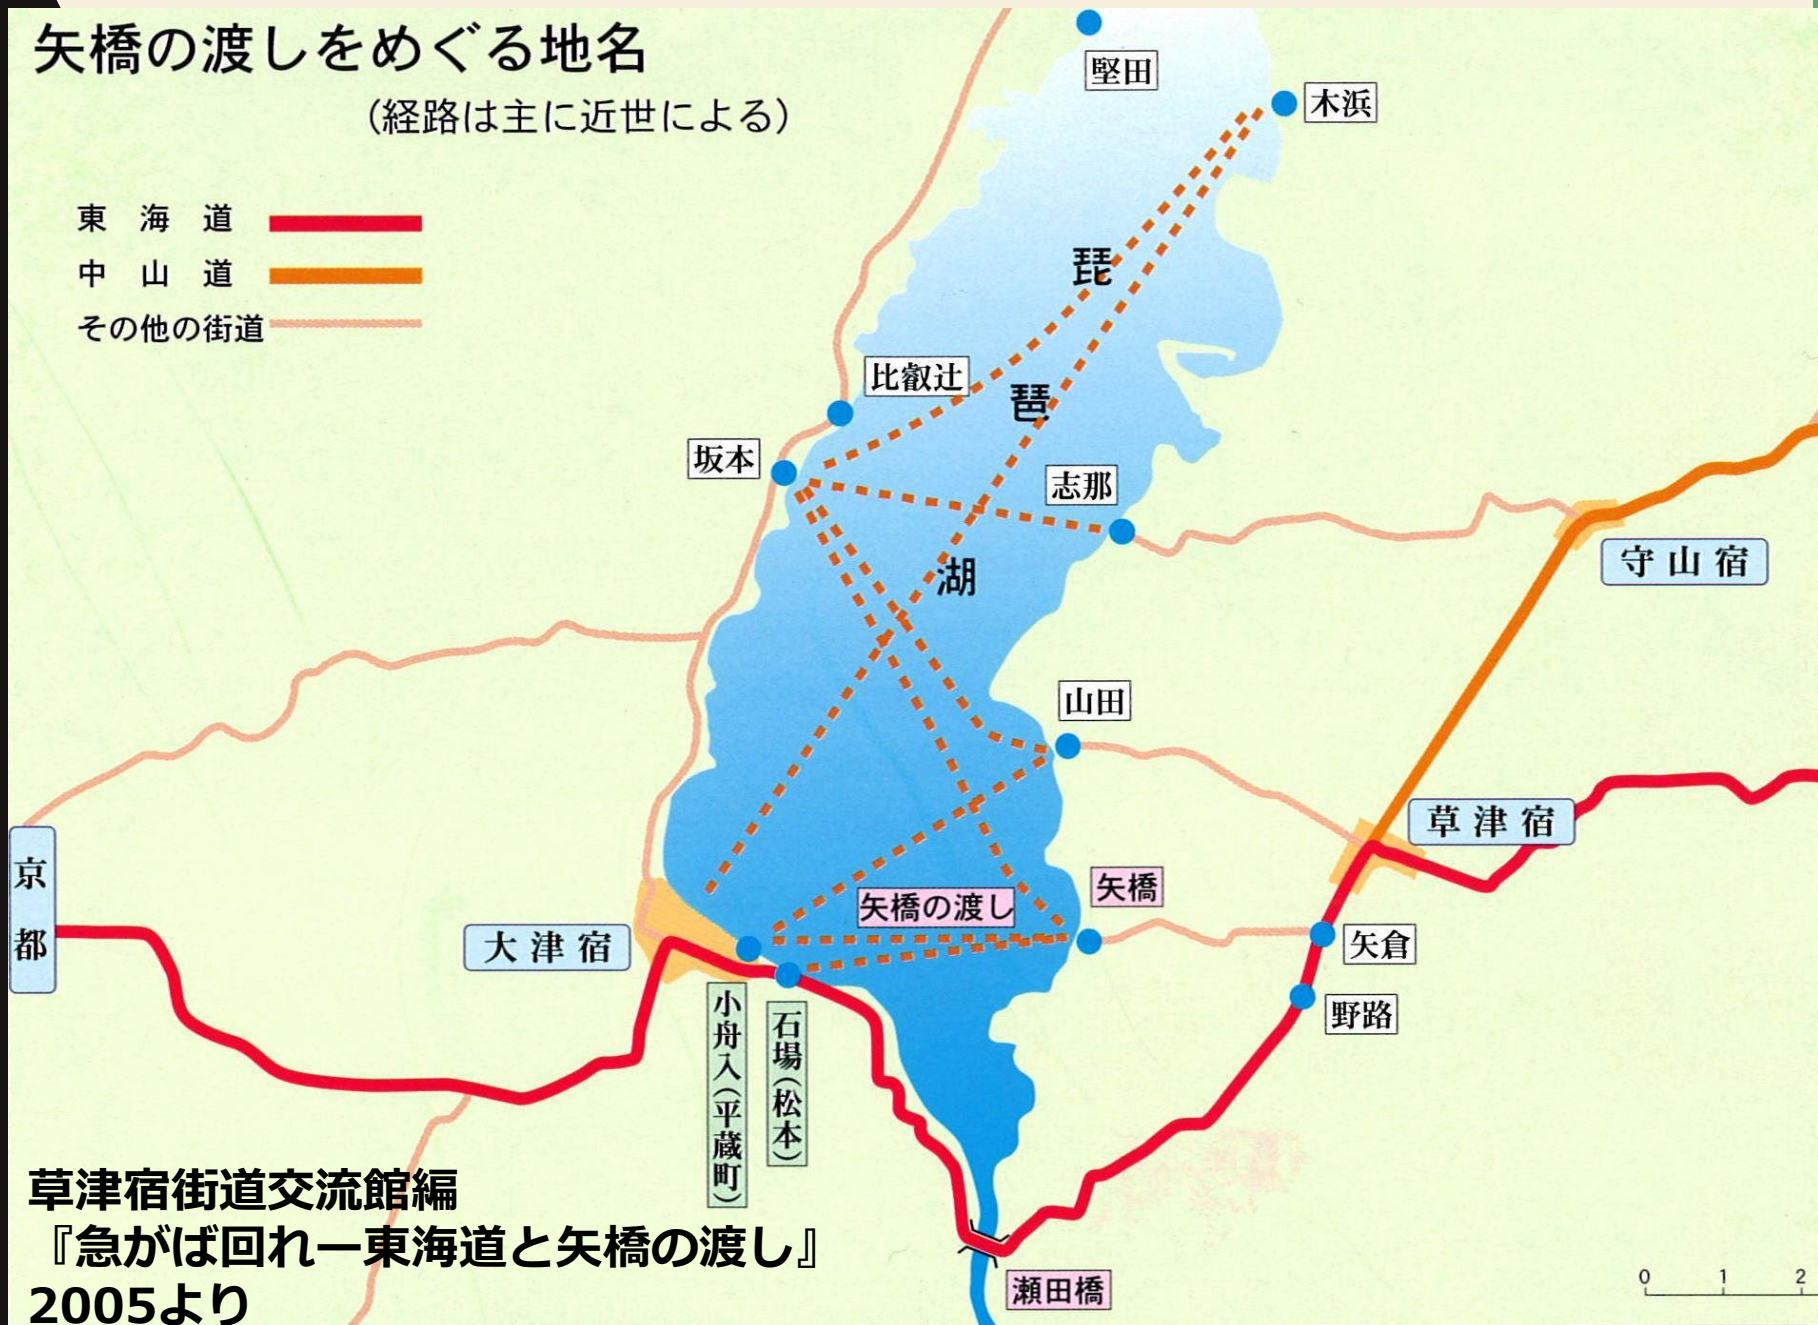 矢橋の渡しをめぐる地名
（経路は主に近世による）
東海道
中山道
その他の街道
堅田
木浜
琵
琶
湖
比叡辻
坂本
志那
守山宿
山田
草津宿
京都
矢橋
矢橋の渡し
大津宿
矢倉
野路
小舟入（平蔵町）
石場（松本）
瀬田橋
草津宿街道交流館編
『急がば回れー東海道と矢橋の渡し』
2005より
0 1 2